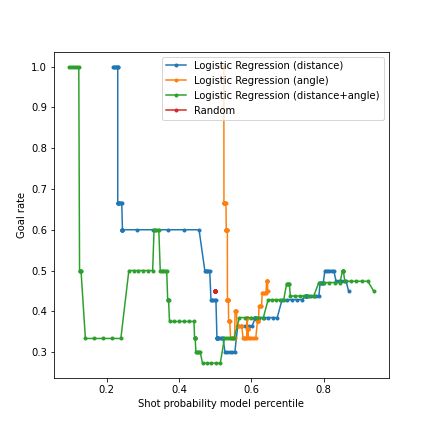 Logistic Regression (distance)
Logistic Regression (angle)
Logistic Regression (distance+angle)
Random
Goal rate
1.0
0.9
0.8
0.7
0.6
0.5
0.4
0.3
0.2
0.4
0.6
0.8
Shot probability model percentile